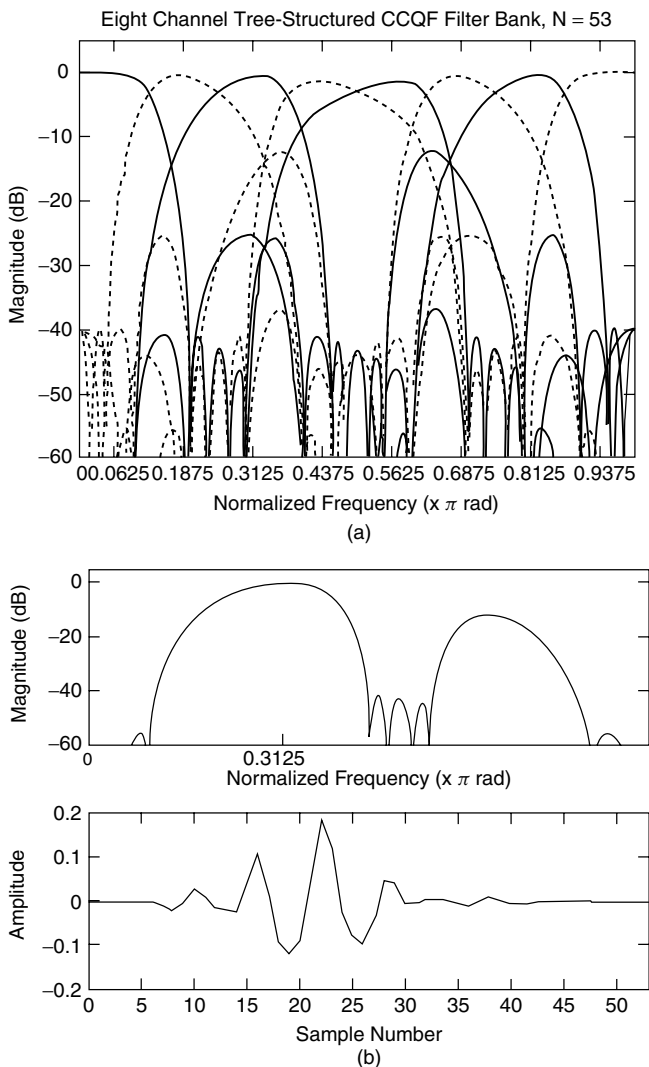 Eight Channel Tree-Structured CCQF Filter Bank, N = 53
0
−10
−20
−30
−40
−50
−60
Magnitude (dB)
00.0625 0.1875 0.3125 0.4375 0.5625 0.6875 0.8125 0.9375
Normalized Frequency (x π rad)
(a)
0
−20
−40
−60
Magnitude (dB)
0 0.3125
Normalized Frequency (x π rad)
0.2
0.1
0
−0.1
−0.2
Amplitude
0 5 10 15 20 25 30 35 40 45 50
Sample Number
(b)